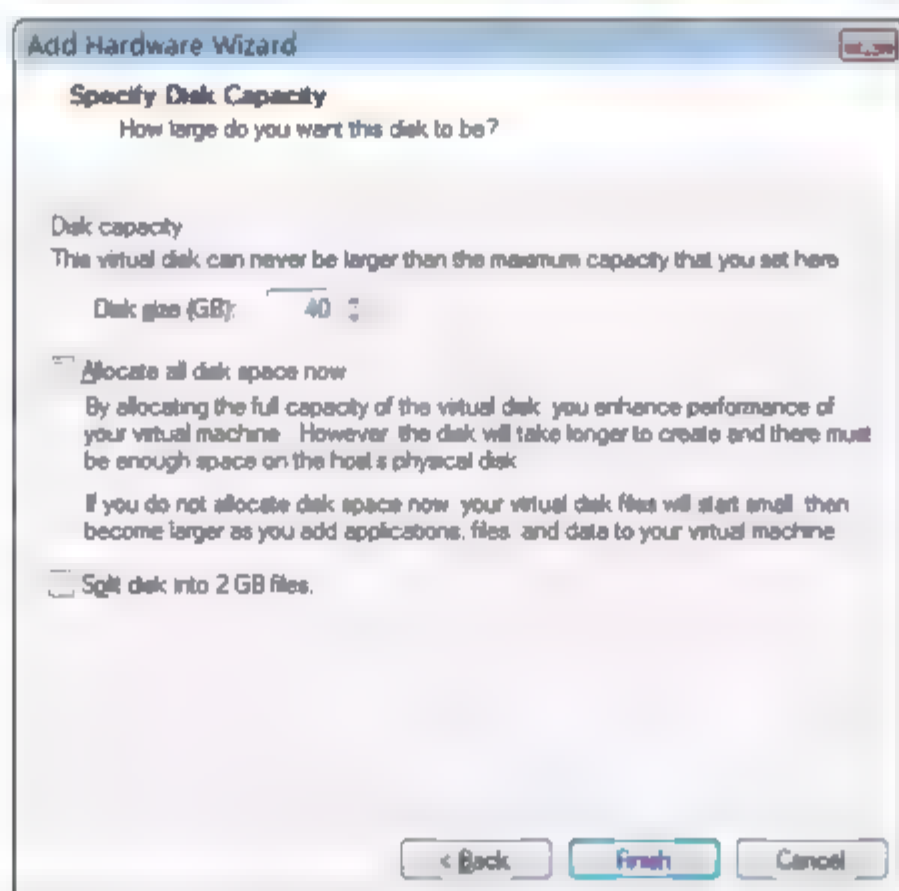 Add Hardware Wizard
Specify Disk Capacity
How large do you want this disk to be?
Disk capacity
This virtual disk can never be larger than the maximum capacity that you set here
Disk size (GB): 40
Allocate all disk space now
By allocating the full capacity of the virtual disk you enhance performance of
your virtual machine However the disk will take longer to create and there must
be enough space on the host s physical disk
If you do not allocate disk space now your virtual disk files will start small then
become larger as you add applications, files and data to your virtual machine
Split disk into 2 GB files.
< Back Finish Cancel